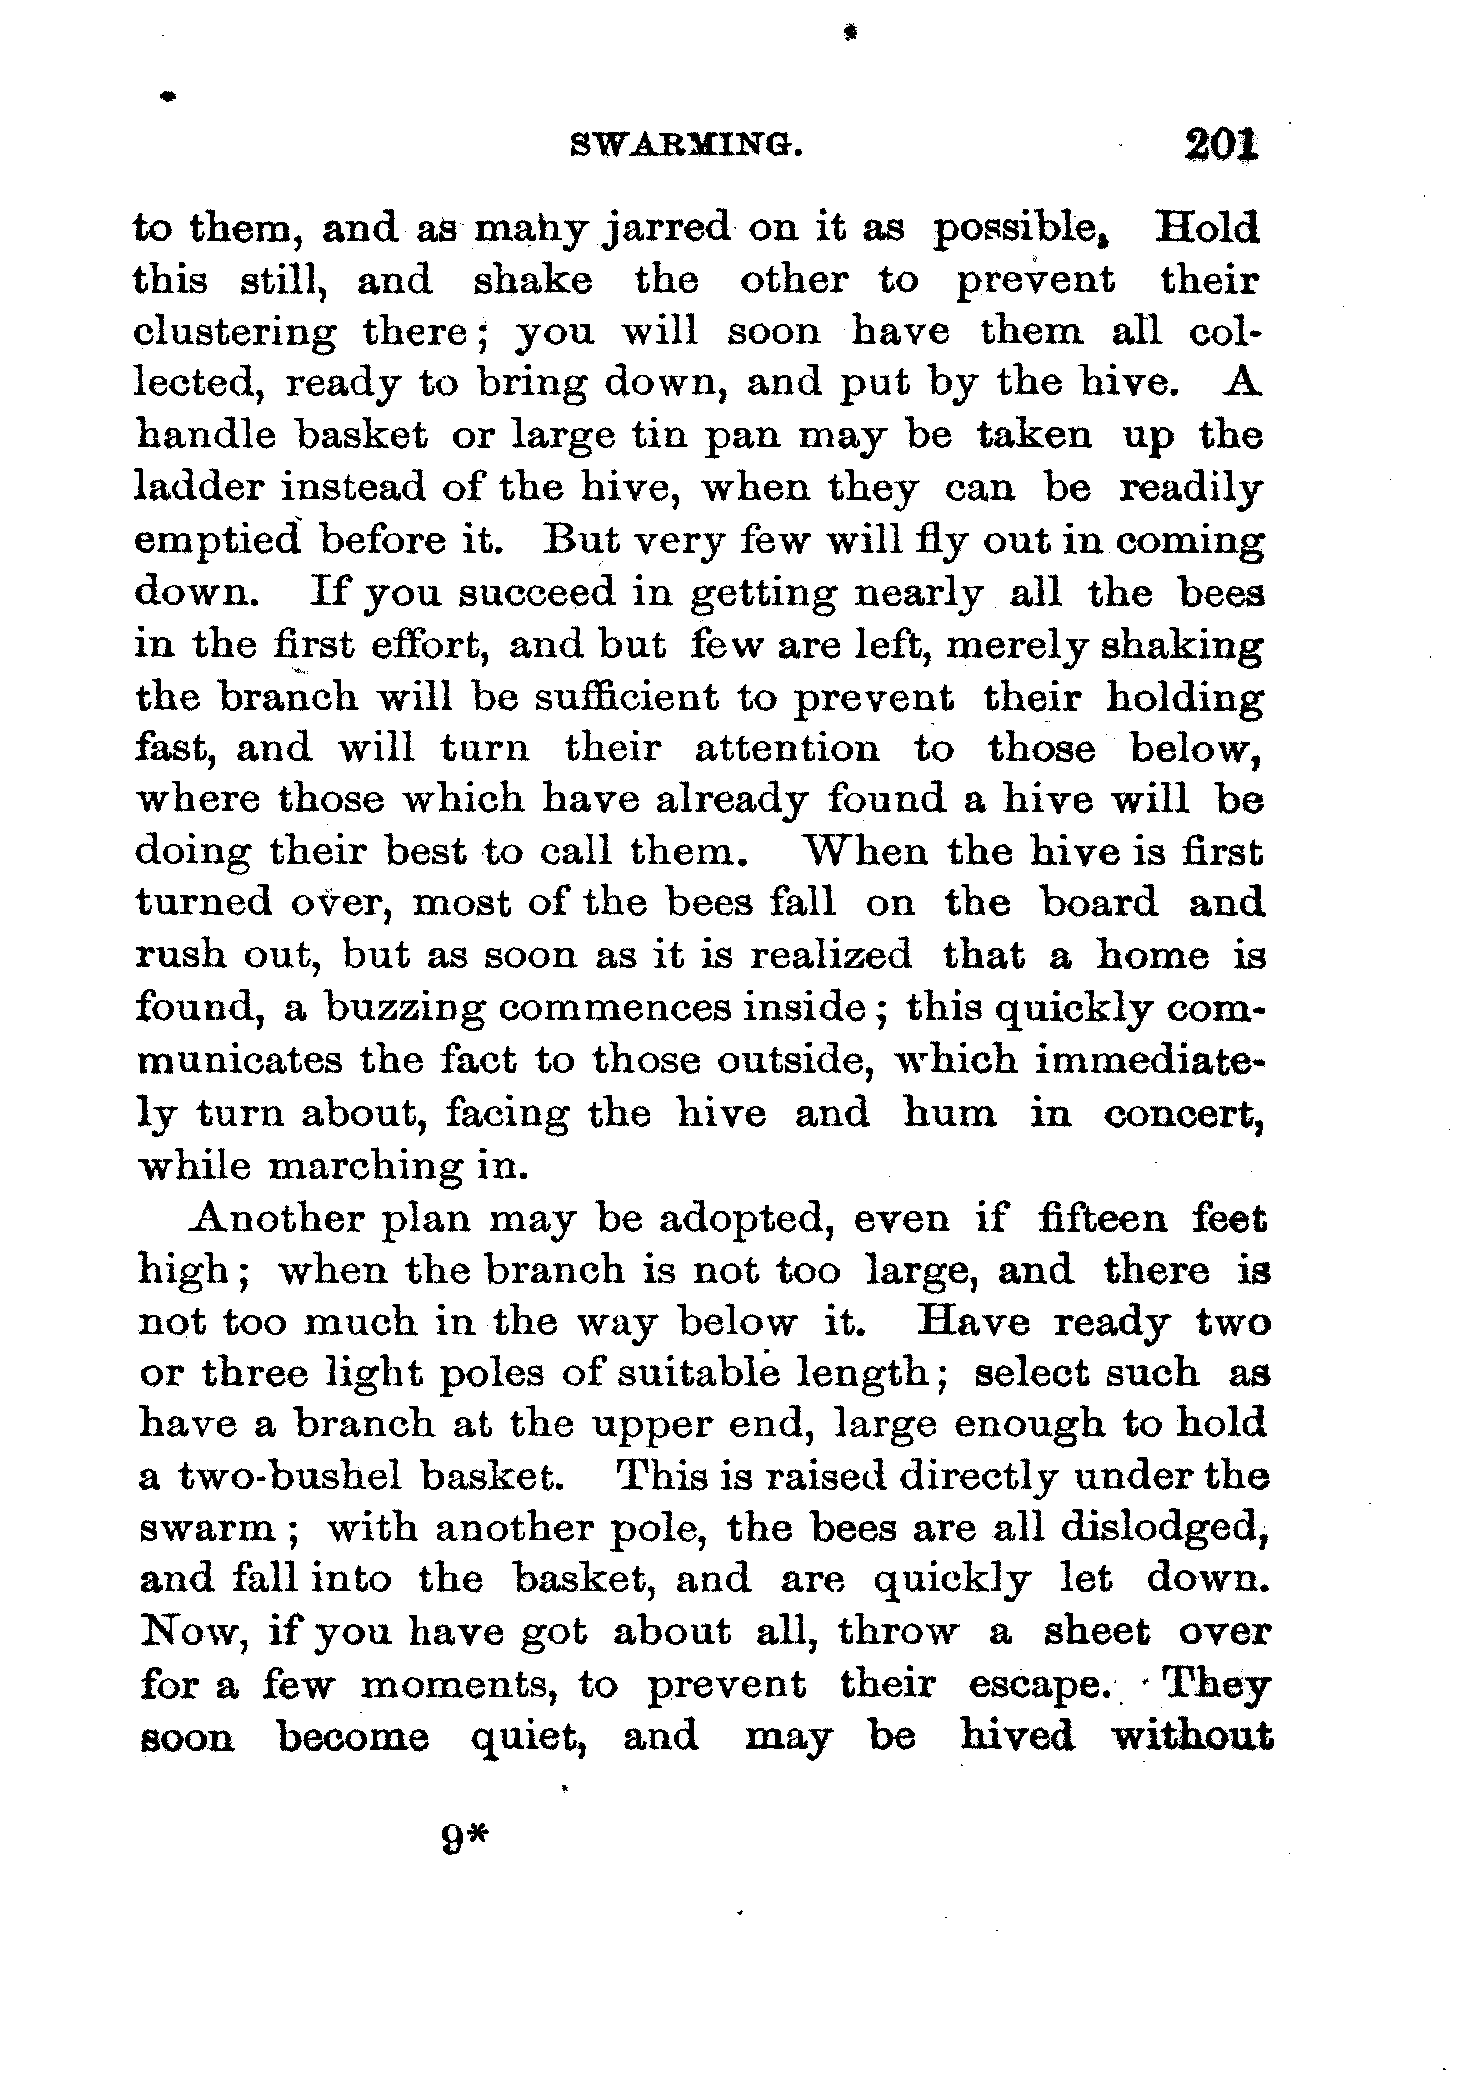 SWARMING. 201
to them, and as many jarred on it as possible. Hold
this still, and shake the other to prevent their
clustering there; you will soon have them all col-
lected, ready to bring down, and put by the hive. A
handle basket or large tin pan may be taken up the
ladder instead of the hive, when they can be readily
emptied before it. But very few will fly out in coming
down. If you succeed in getting nearly all the bees
in the first effort, and but few are left, merely shaking
the branch will be sufficient to prevent their holding
fast, and will turn their attention to those below,
where those which have already found a hive will be
doing their best to call them. When the hive is first
turned over, most of the bees fall on the board and
rush out, but as soon as it is realized that a home is
found, a buzzing commences inside; this quickly com-
municates the fact to those outside, which immediate-
ly turn about, facing the hive and hum in concert,
while marching in.
Another plan may be adopted, even if fifteen feet
high; when the branch is not too large, and there is
not too much in the way below it. Have ready two
or three light poles of suitable length; select such as
have a branch at the upper end, large enough to hold
a two-bushel basket. This is raised directly under the
swarm; with another pole, the bees are all dislodged,
and fall into the basket, and are quickly let down.
Now, if you have got about all, throw a sheet over
for a few moments, to prevent their escape. They
soon become quiet, and may be hived without
9*